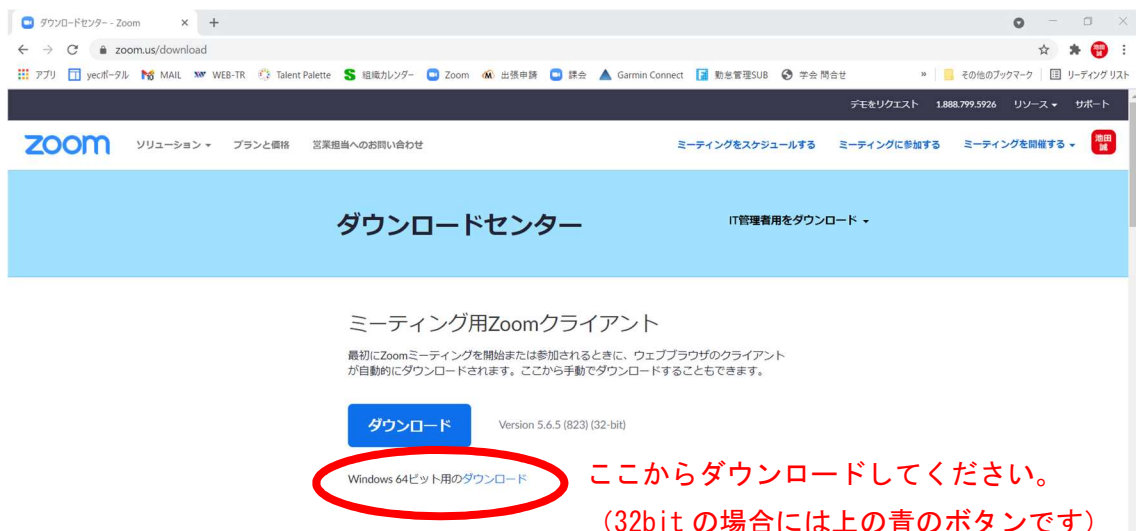 ダウンロードセンター - Zoom
zoom.us/download
アプリ yecポータル MAIL WEB-TR Talent Palette 組織カレンダー Zoom 出張申請 課会 Garmin Connect 勤怠管理SUB 学会 問合せ » その他のブックマーク リーディング リスト
デモをリクエスト 1.888.799.5926 リソース サポート
zoom ソリューション プランと価格 営業担当へのお問い合わせ ミーティングをスケジュールする ミーティングに参加する ミーティングを開催する 池田誠
ダウンロードセンター IT管理者用をダウンロード
ミーティング用Zoomクライアント
最初にZoomミーティングを開始または参加されるときに、ウェブブラウザのクライアント
が自動的にダウンロードされます。ここから手動でダウンロードすることもできます。
ダウンロード Version 5.6.5 (823) (32-bit)
Windows 64ビット用のダウンロード
ここからダウンロードしてください。
（32bit の場合には上の青のボタンです）